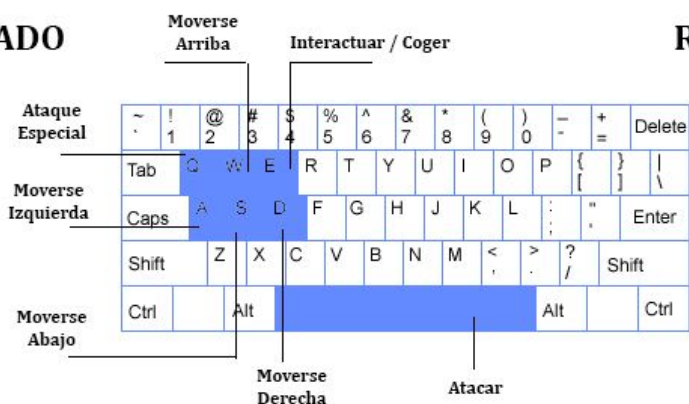 ADO
R
Moverse
Arriba
Interactuar / Coger
Ataque
Especial
~ ! @ # $ % ^ & * ( ) – +
` 1 2 3 4 5 6 7 8 9 0 - = Delete
Tab Q W E R T Y U I O P { } |
[ ] \
Moverse
Izquierda
Caps A S D F G H J K L : " Enter
; '
Shift Z X C V B N M < > ? Shift
, . /
Ctrl Alt Alt Ctrl
Moverse
Abajo
Moverse
Derecha
Atacar